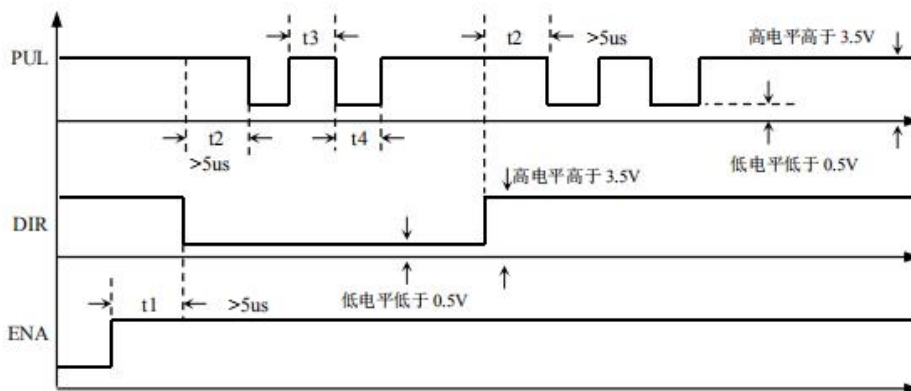 t3
t2
>5us
高电平高于 3.5V
PUL
t2
t4
>5us
低电平低于 0.5V
高电平高于 3.5V
DIR
t1
>5us
低电平低于 0.5V
ENA